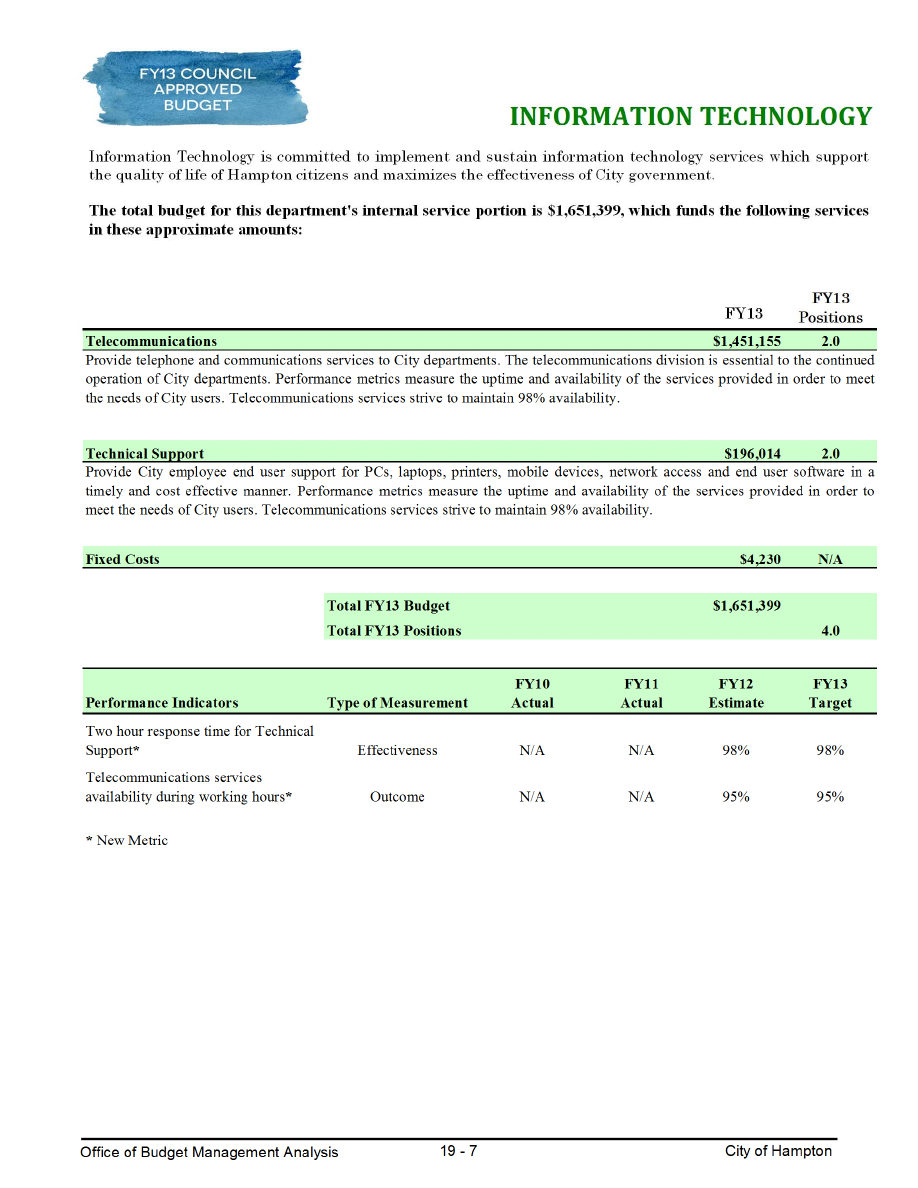 FY13 COUNCIL
APPROVED
BUDGET
INFORMATION TECHNOLOGY
Information Technology is committed to implement and sustain information technology services which support
the quality of life of Hampton citizens and maximizes the effectiveness of City government.
The total budget for this department's internal service portion is $1,651,399, which funds the following services
in these approximate amounts:
FY13 FY13 Positions
Telecommunications $1,451,155 2.0
Provide telephone and communications services to City departments. The telecommunications division is essential to the continued
operation of City departments. Performance metrics measure the uptime and availability of the services provided in order to meet
the needs of City users. Telecommunications services strive to maintain 98% availability.
Technical Support $196,014 2.0
Provide City employee end user support for PCs, laptops, printers, mobile devices, network access and end user software in a
timely and cost effective manner. Performance metrics measure the uptime and availability of the services provided in order to
meet the needs of City users. Telecommunications services strive to maintain 98% availability.
Fixed Costs $4,230 N/A
Total FY13 Budget $1,651,399
Total FY13 Positions 4.0
FY10 FY11 FY12 FY13
Performance Indicators Type of Measurement Actual Actual Estimate Target
Two hour response time for Technical
Support* Effectiveness N/A N/A 98% 98%
Telecommunications services
availability during working hours* Outcome N/A N/A 95% 95%
* New Metric
Office of Budget Management Analysis 19 - 7 City of Hampton